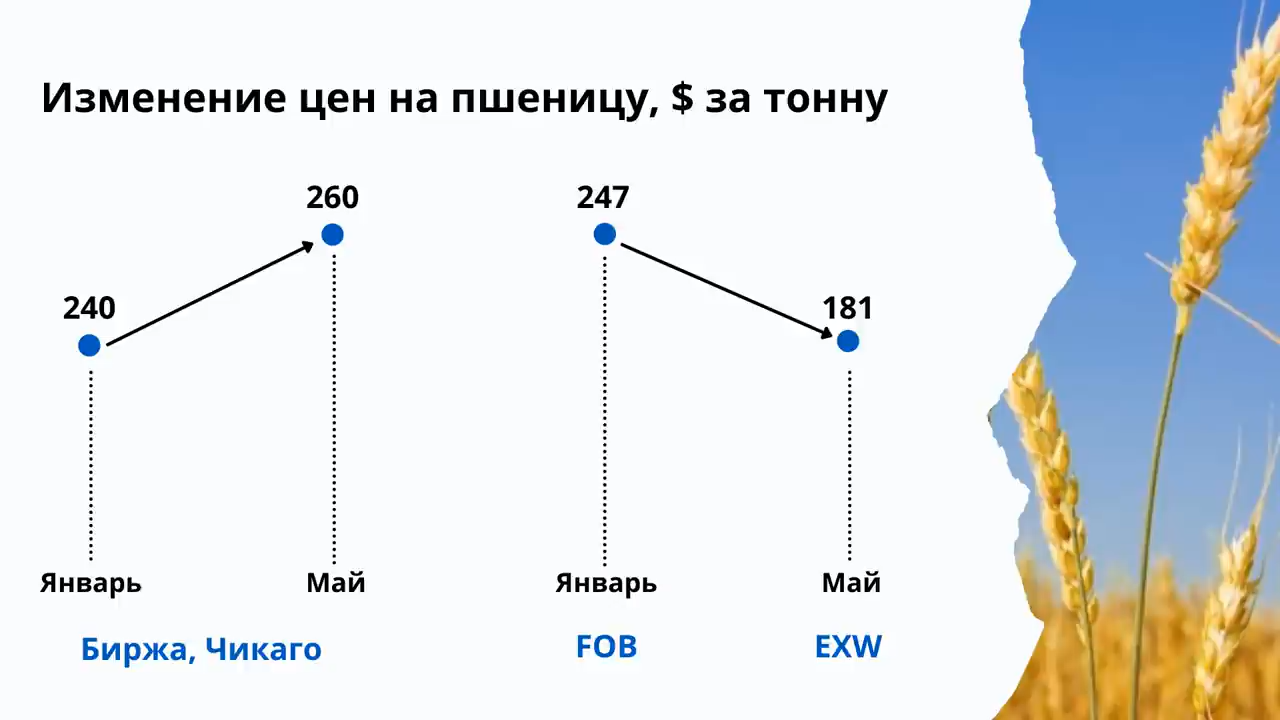 Изменение цен на пшеницу, $ за тонну
260
247
240
181
Январь
Май
Январь
Май
Биржа, Чикаго
FOB
EXW